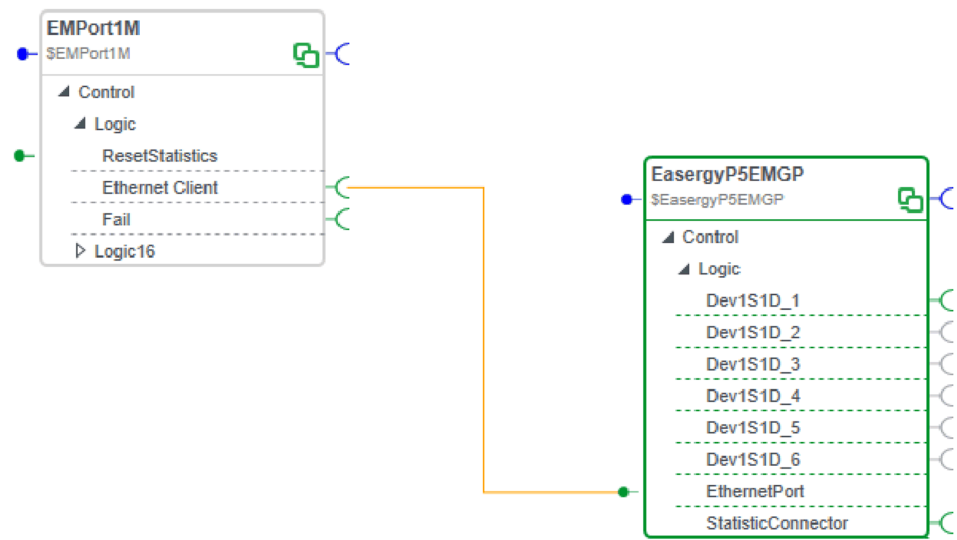 EMPort1M
$EMPort1M
Control
Logic
ResetStatistics
Ethernet Client
Fail
Logic16
EasergyP5EMGP
$EasergyP5EMGP
Control
Logic
Dev1S1D_1
Dev1S1D_2
Dev1S1D_3
Dev1S1D_4
Dev1S1D_5
Dev1S1D_6
EthernetPort
StatisticConnector